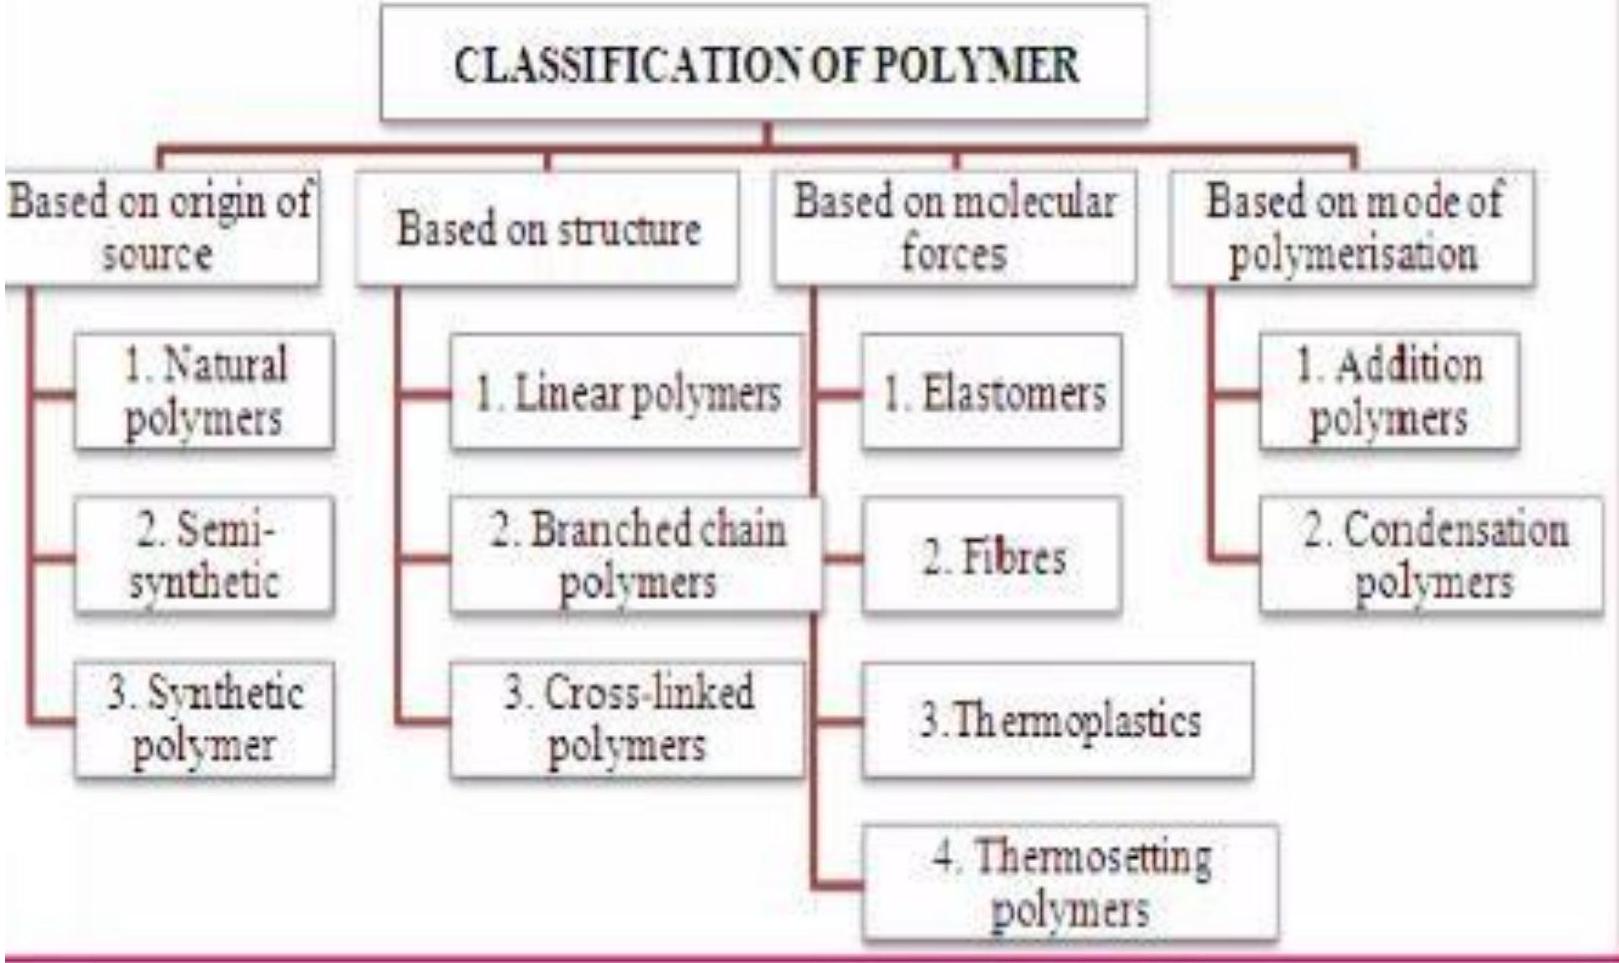 CLASSIFICATION OF POLYMER
Based on origin of
source
1. Natural
polymers
2. Semi-
synthetic
3. Synthetic
polymer
Based on structure
1. Linear polymers
2. Branched chain
polymers
3. Cross-linked
polymers
Based on molecular
forces
1. Elastomers
2. Fibres
3.Thermoplastics
4. Thermosetting
polymers
Based on mode of
polymerisation
1. Addition
polymers
2. Condensation
polymers